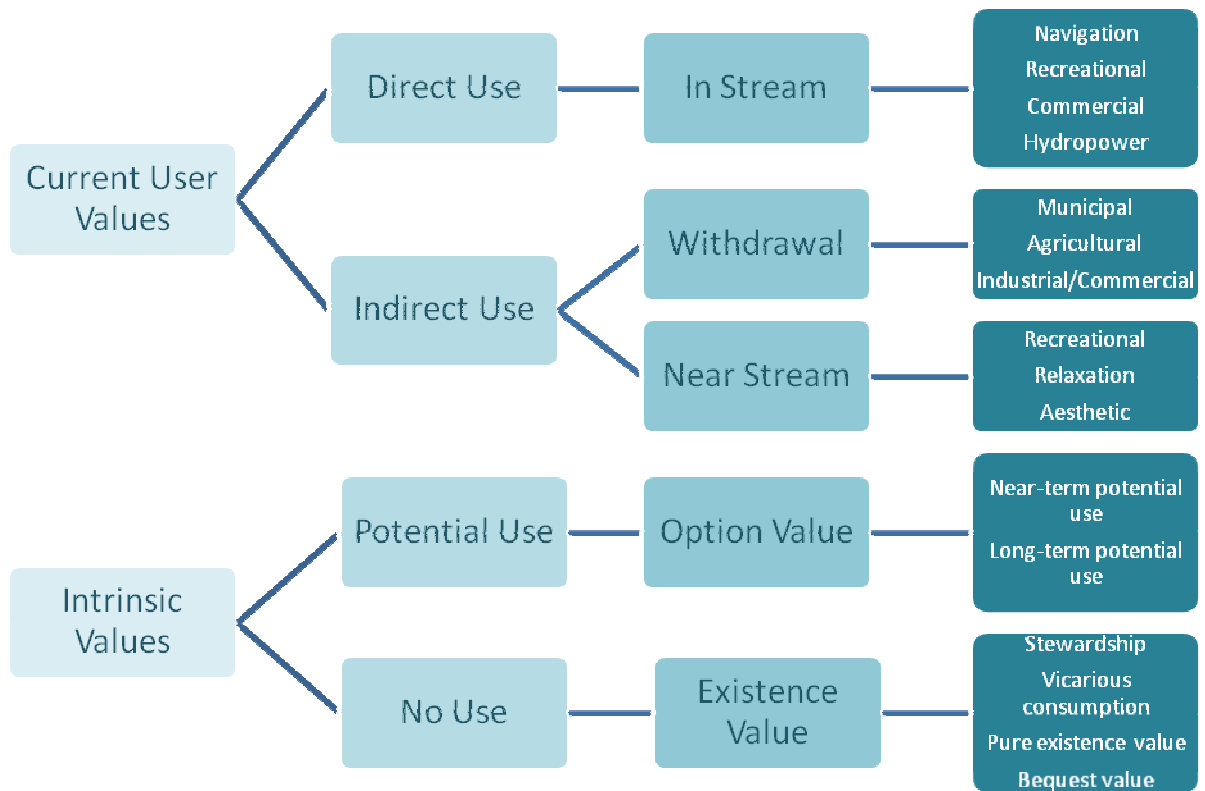 Current User
Values
Direct Use
In Stream
Navigation
Recreational
Commercial
Hydropower
Indirect Use
Withdrawal
Municipal
Agricultural
Industrial/Commercial
Near Stream
Recreational
Relaxation
Aesthetic
Intrinsic
Values
Potential Use
Option Value
Near-term potential
use
Long-term potential
use
No Use
Existence
Value
Stewardship
Vicarious
consumption
Pure existence value
Bequest value